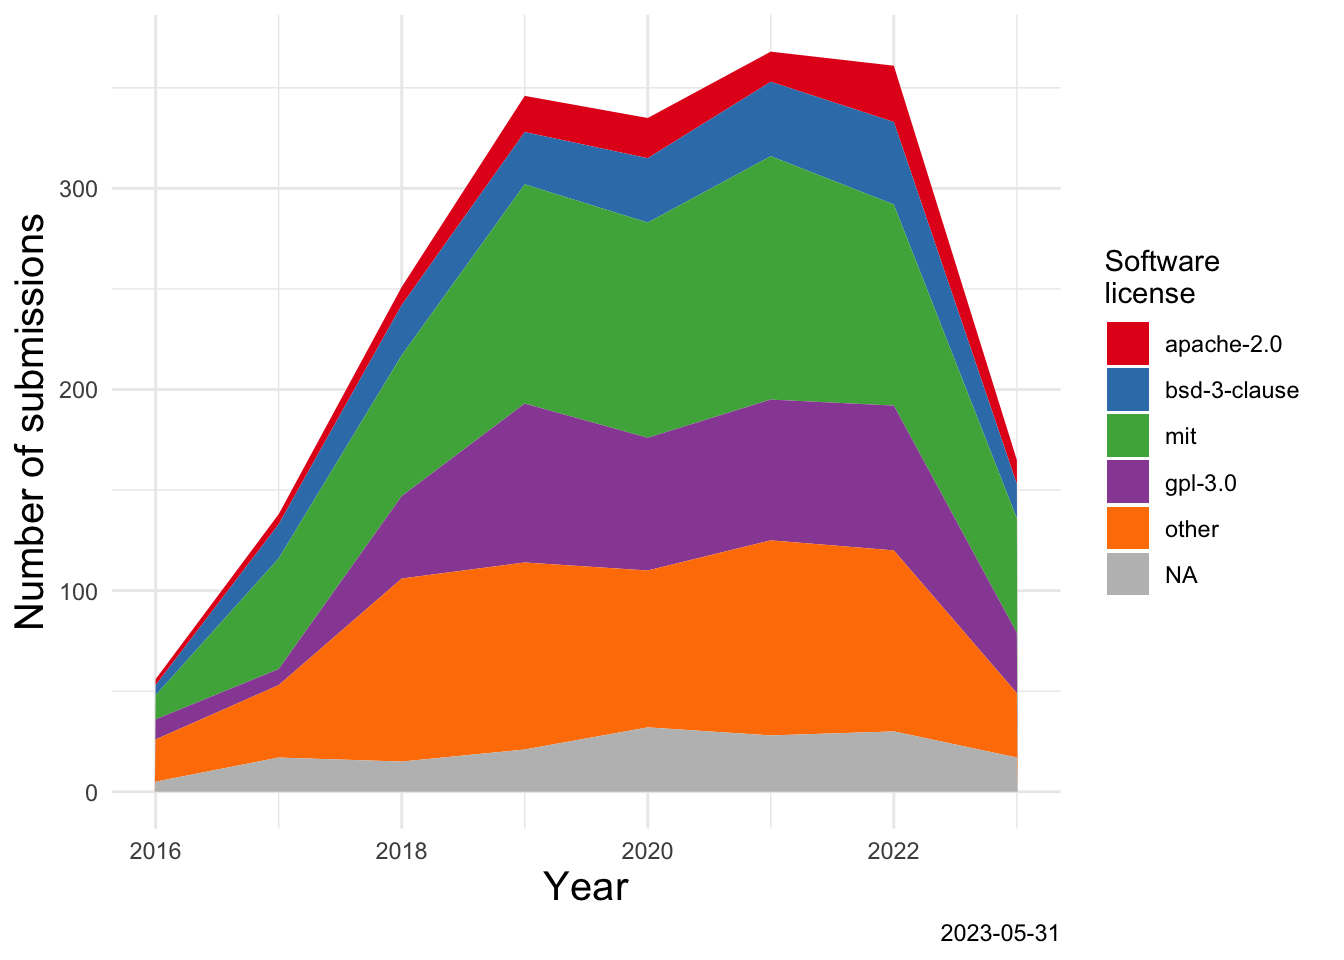 Number of submissions
300
200
100
0
2016
2018
2020
2022
Year
2023-05-31
Software
license
apache-2.0
bsd-3-clause
mit
gpl-3.0
other
NA